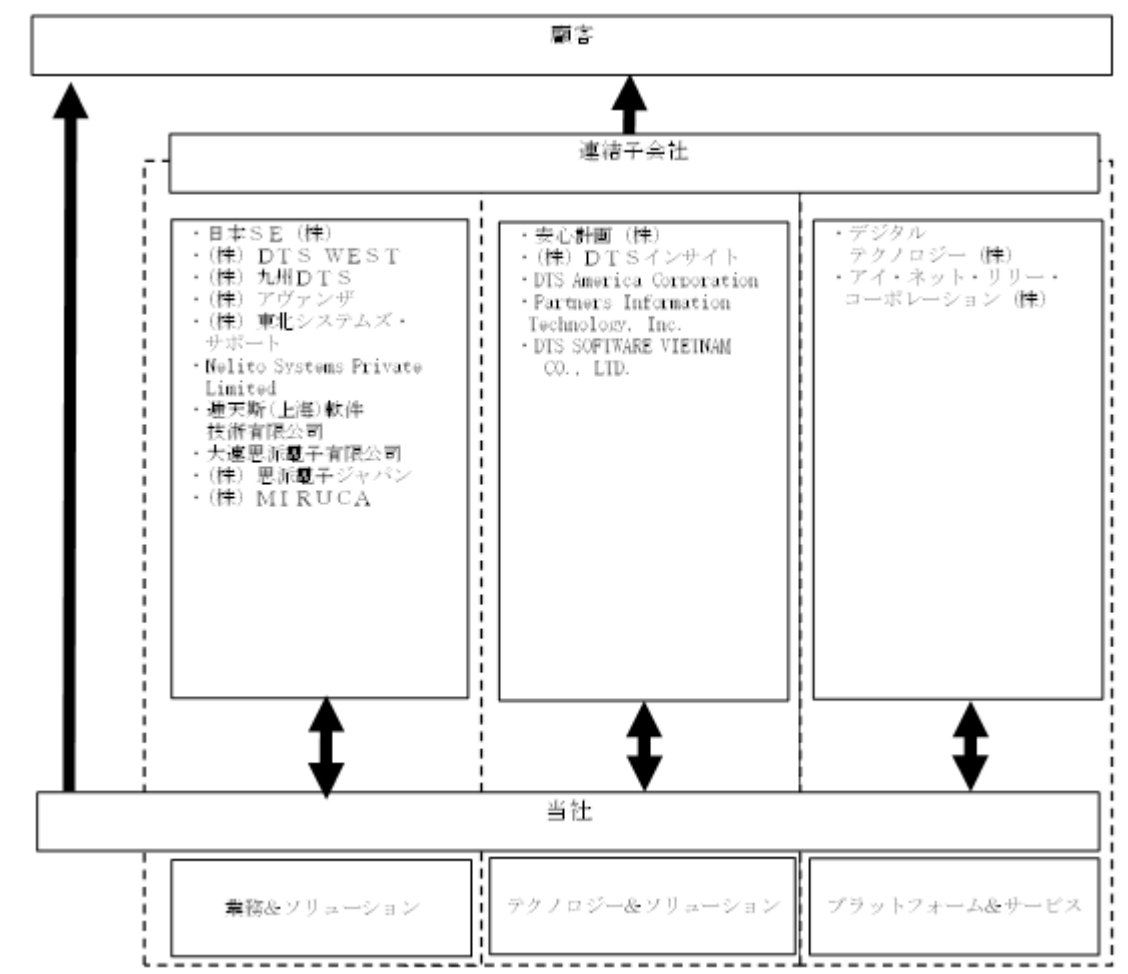 顧客
連結子会社
・日本ＳＥ（株）
・（株）ＤＴＳ ＷＥＳＴ
・（株）九州ＤＴＳ
・（株）アヴァンザ
・（株）東北システムズ・
サポート
・Nelito Systems Private
Limited
・逓天斯(上海)軟件
技術有限公司
・大連思派電子有限公司
・（株）思派電子ジャパン
・（株）ＭＩＲＵＣＡ
・安心計画（株）
・（株）ＤＴＳインサイト
・DTS America Corporation
・Partners Information
Technology, Inc.
・DTS SOFTWARE VIETNAM
CO., LTD.
・デジタル
テクノロジー（株）
・アイ・ネット・リリー・
コーポレーション（株）
当社
業務&ソリューション
テクノロジー&ソリューション
プラットフォーム&サービス